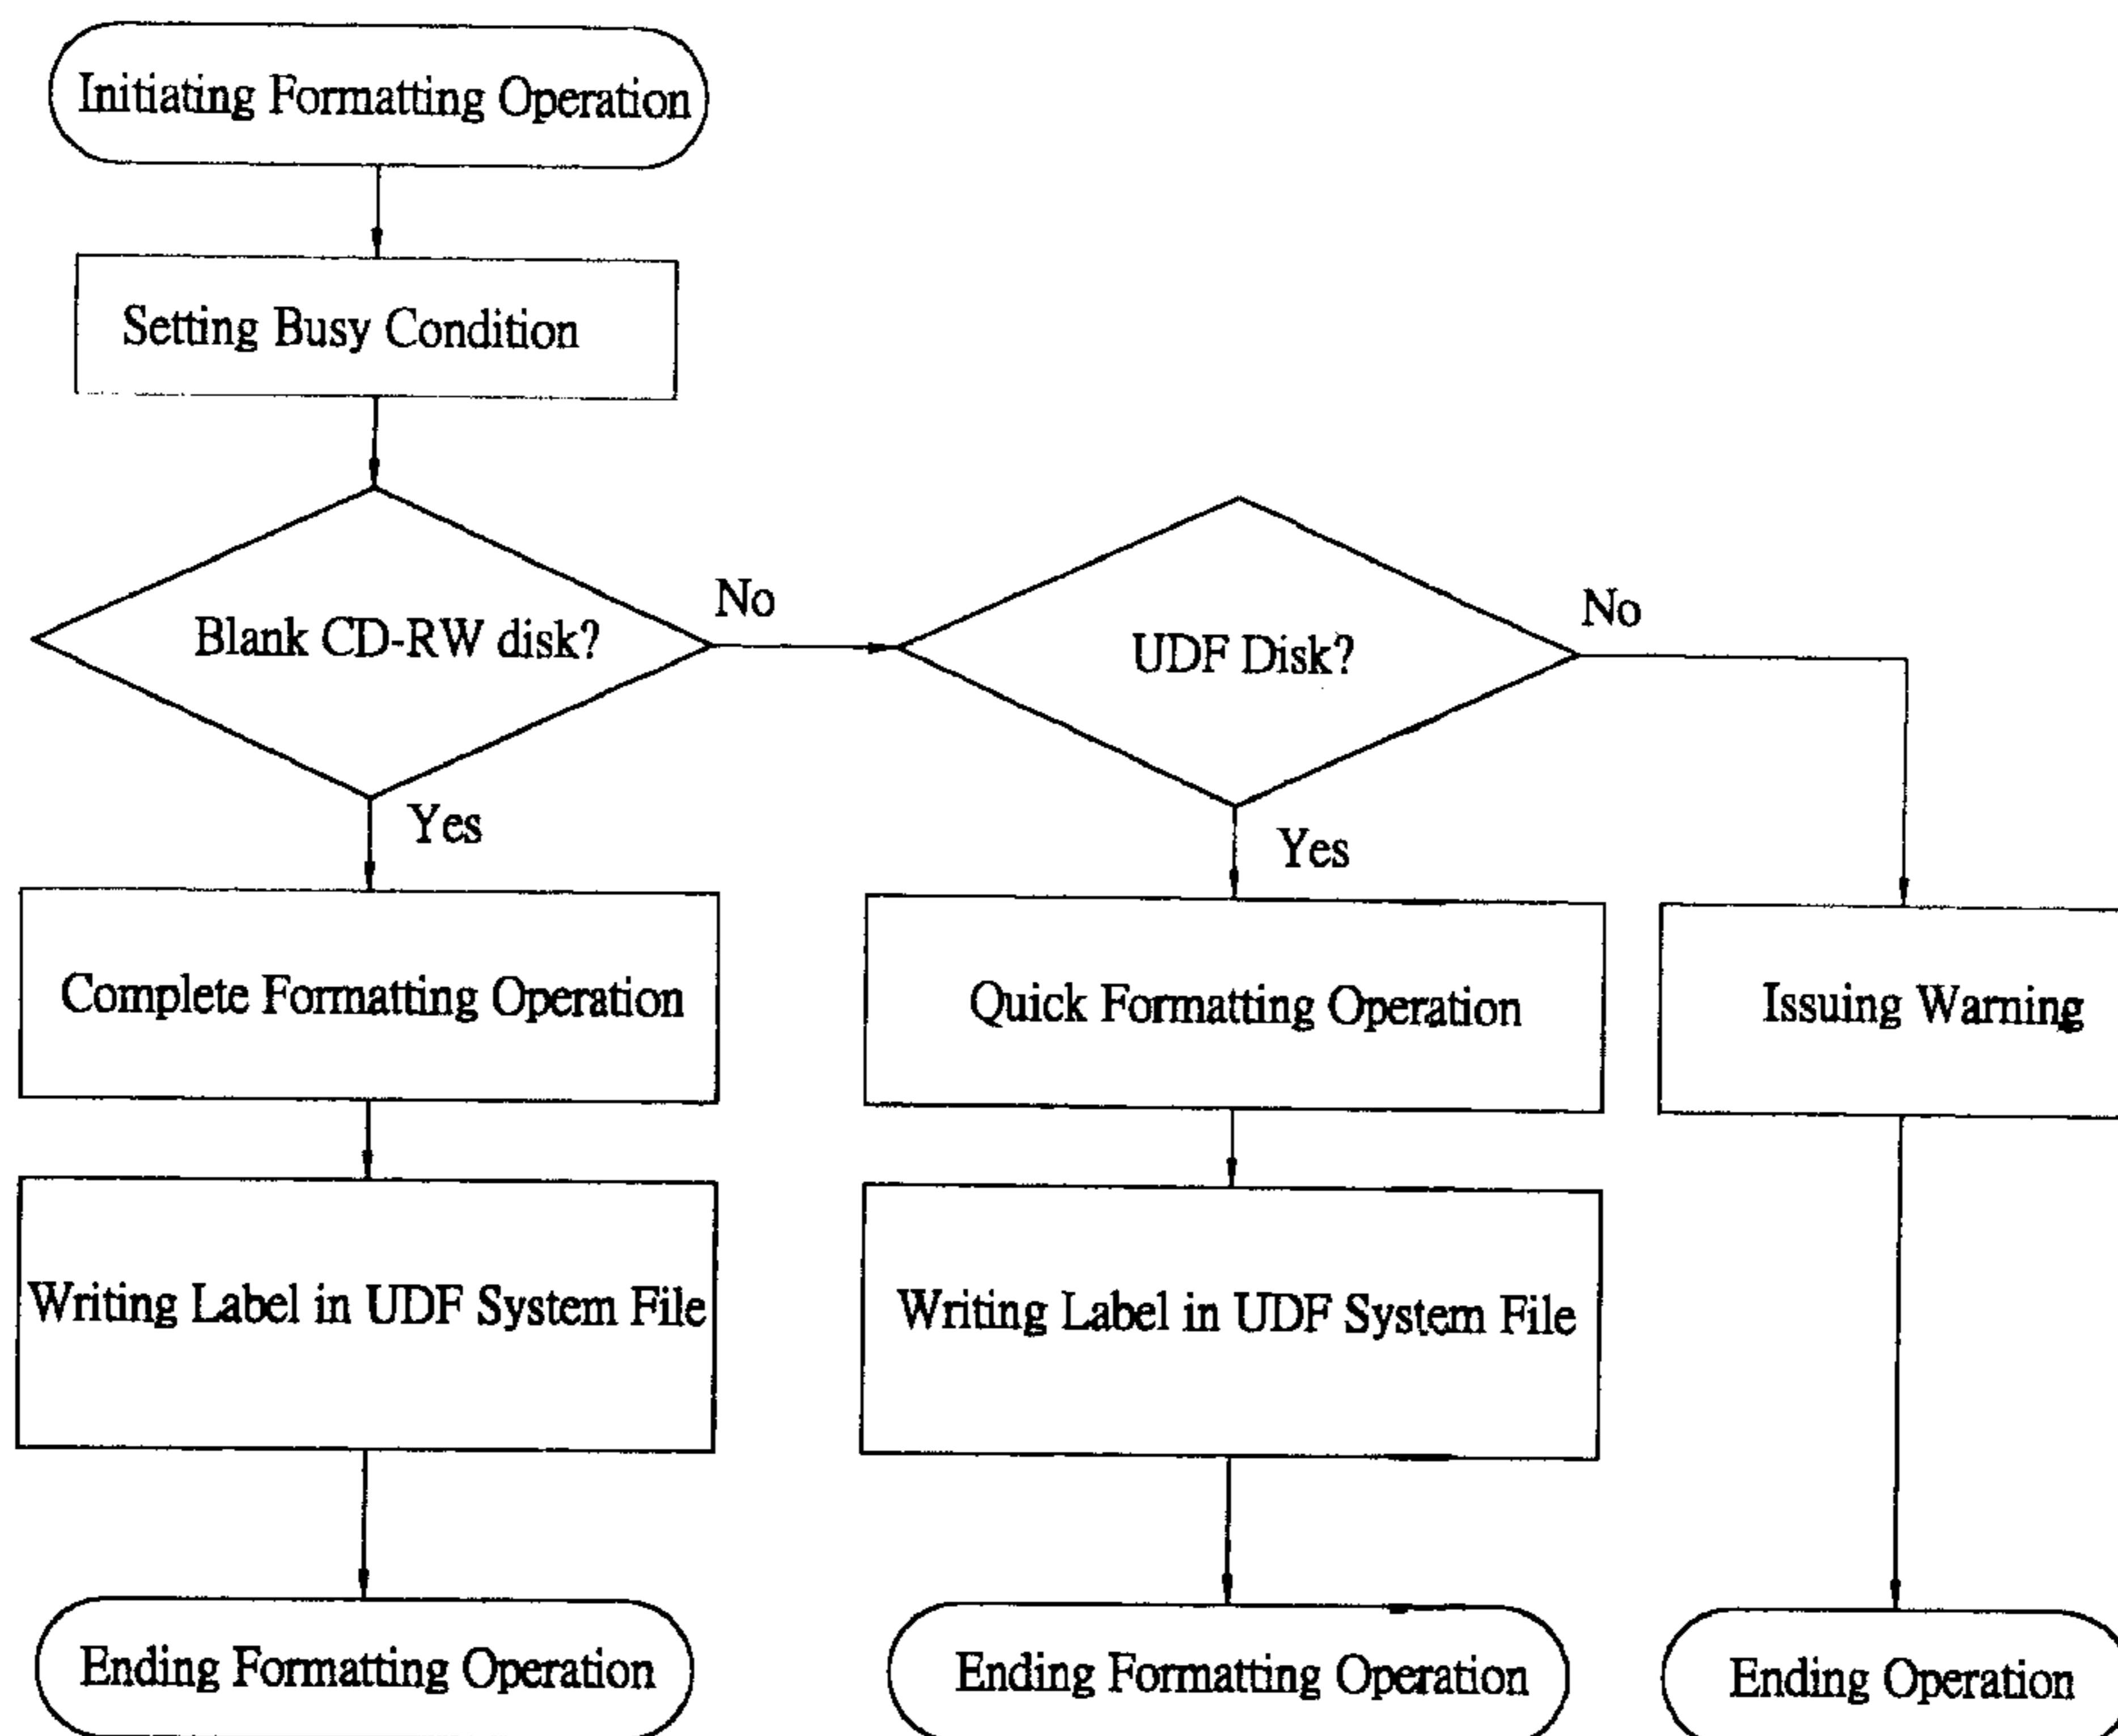 Initiating Formatting Operation
Setting Busy Condition
Blank CD-RW disk?
No
UDF Disk?
No
Yes
Yes
Complete Formatting Operation
Quick Formatting Operation
Issuing Warning
Writing Label in UDF System File
Writing Label in UDF System File
Ending Formatting Operation
Ending Formatting Operation
Ending Operation